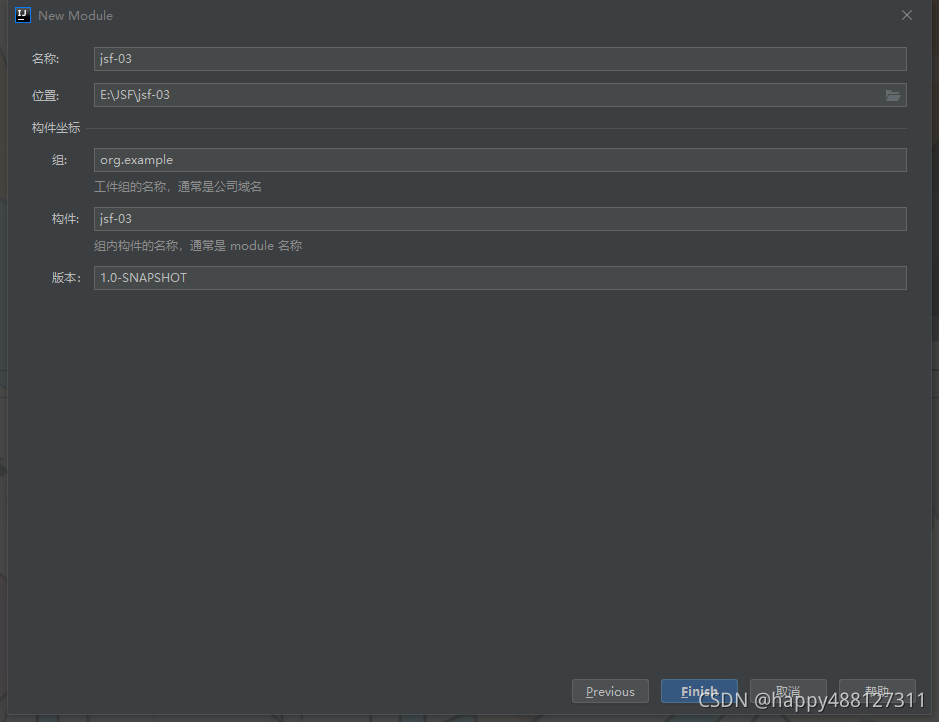 New Module
名称: jsf-03
位置: E:\JSF\jsf-03
构件坐标
组: org.example
工件组的名称，通常是公司域名
构件: jsf-03
组内构件的名称，通常是 module 名称
版本: 1.0-SNAPSHOT
Previous Finish 取消 帮助
CSDN @happy488127311